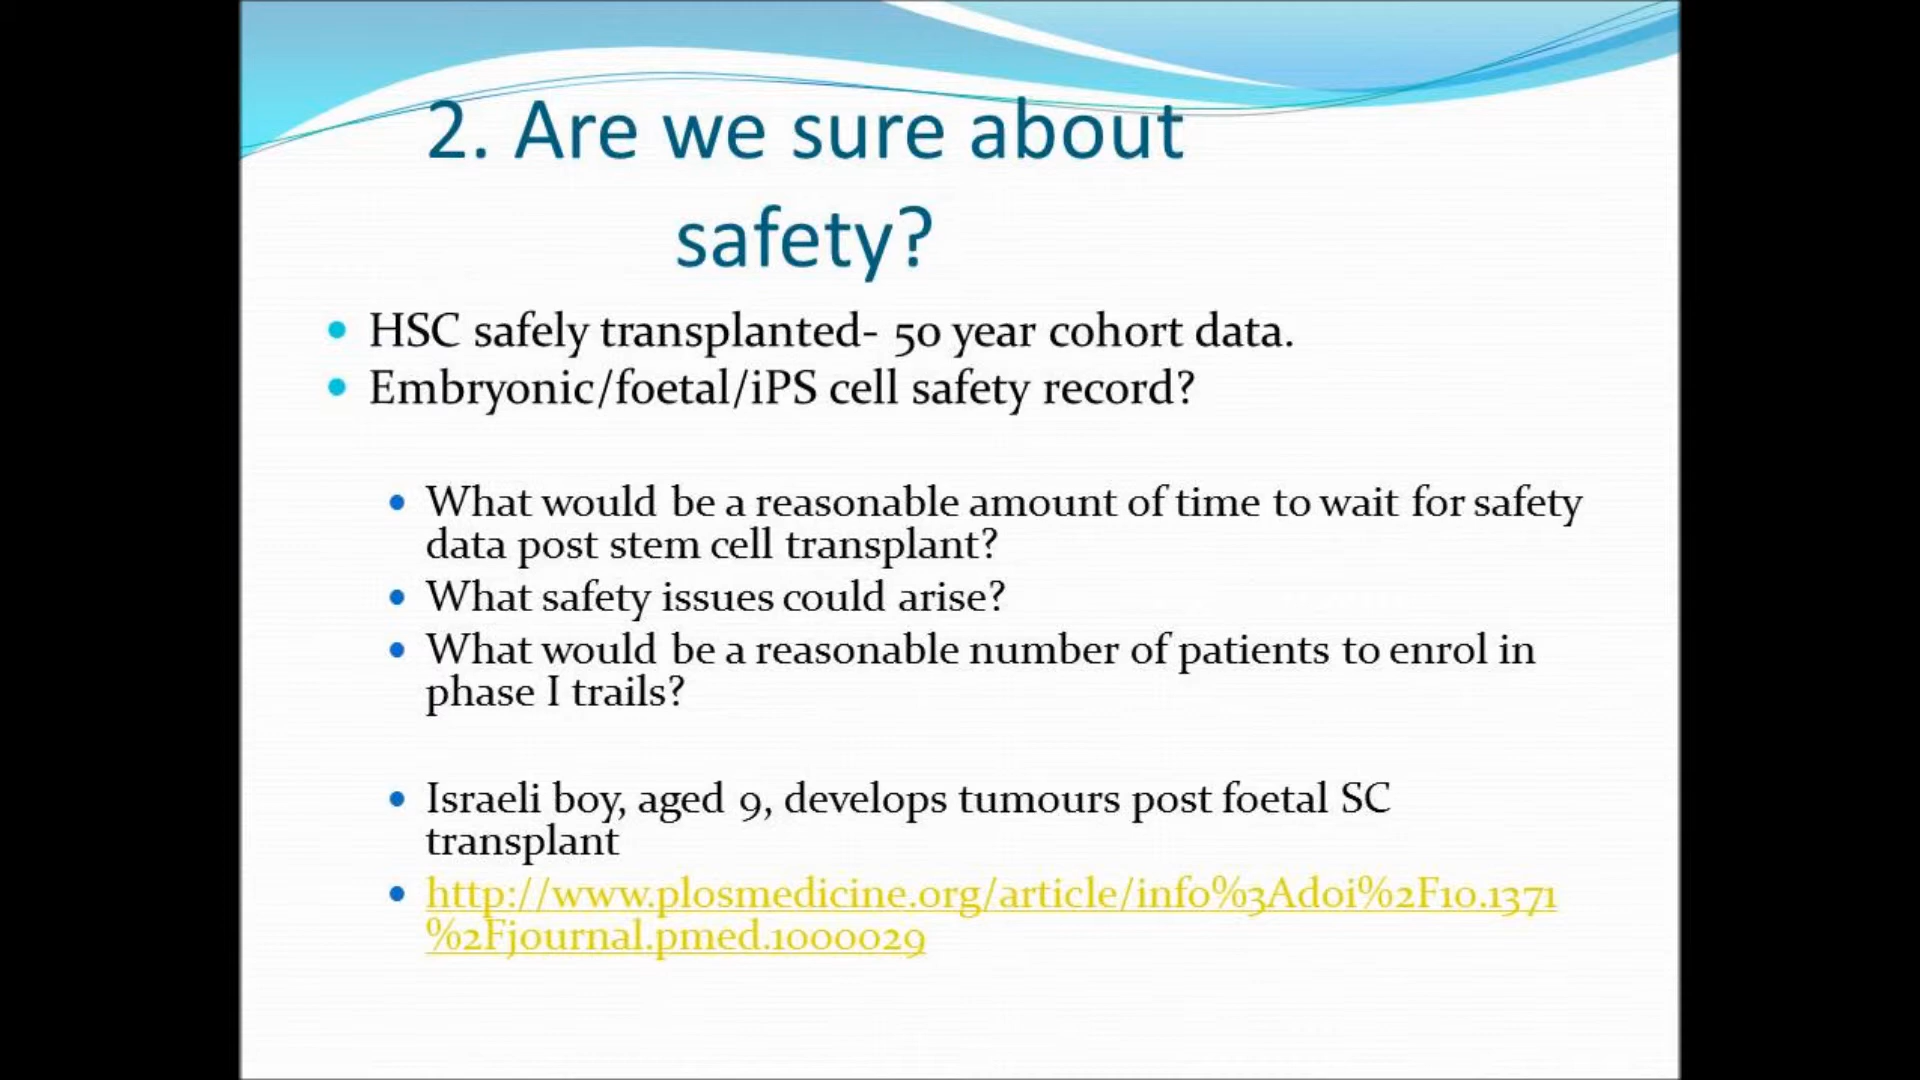 2. Are we sure about
safety?
HSC safely transplanted- 50 year cohort data.
Embryonic/foetal/iPS cell safety record?
What would be a reasonable amount of time to wait for safety
data post stem cell transplant?
What safety issues could arise?
What would be a reasonable number of patients to enrol in
phase I trails?
Israeli boy, aged 9, develops tumours post foetal SC
transplant
http://www.plosmedicine.org/article/info%3Adoi%2F10.1371
%2Fjournal.pmed.1000029